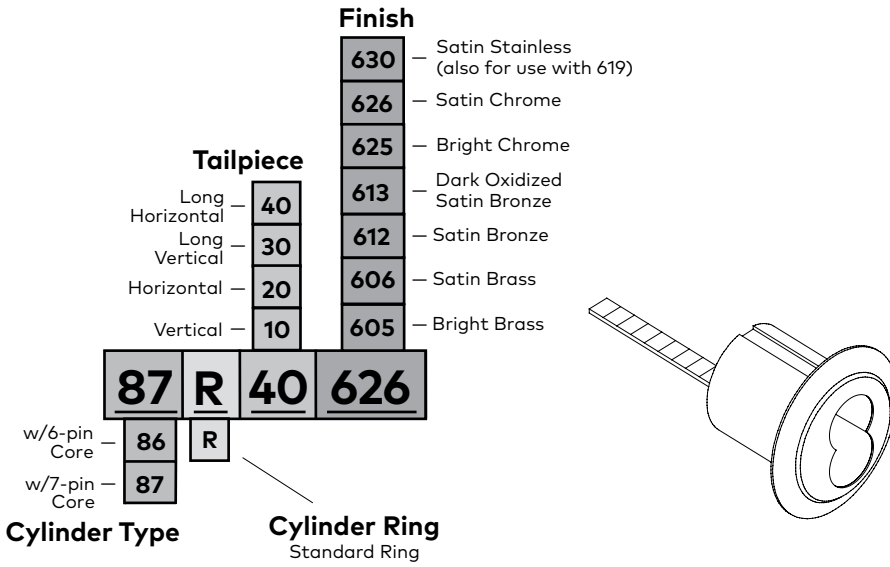 Finish
630
Satin Stainless
(also for use with 619)
626
Satin Chrome
625
Bright Chrome
Tailpiece
613
Dark Oxidized
Satin Bronze
Long
Horizontal
40
612
Satin Bronze
Long
Vertical
30
606
Satin Brass
Horizontal
20
605
Bright Brass
Vertical
10
87 R 40 626
w/6-pin
Core
86
R
w/7-pin
Core
87
Cylinder Type
Cylinder Ring
Standard Ring